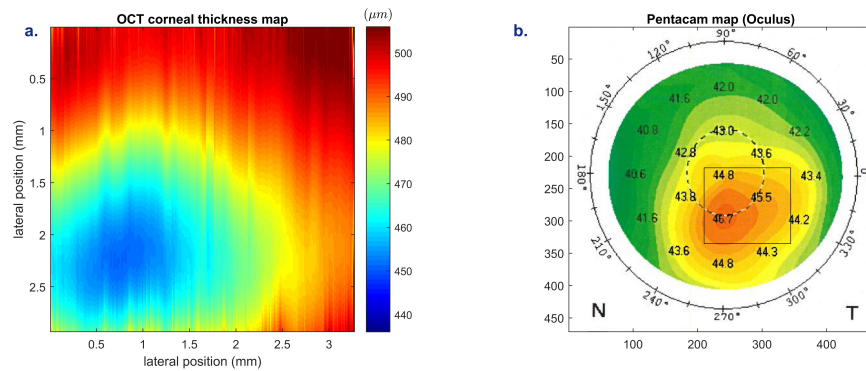 a.
OCT corneal thickness map
(μm)
500
490
480
470
460
450
440
0.5
1
1.5
2
2.5
lateral position (mm)
0.5 1 1.5 2 2.5 3
lateral position (mm)
b.
Pentacam map (Oculus)
0
50
100
150
200
250
300
350
400
450
100 200 300 400
90°
120° 60°
150° 30°
180° 0
210° 330°
240° 300°
270°
42.0
41.6 42.0
40.8 43.0 42.2
42.8 43.6
40.6 44.8 43.4
43.8 45.5
41.6 46.7 44.2
43.6 44.3
44.8
N T